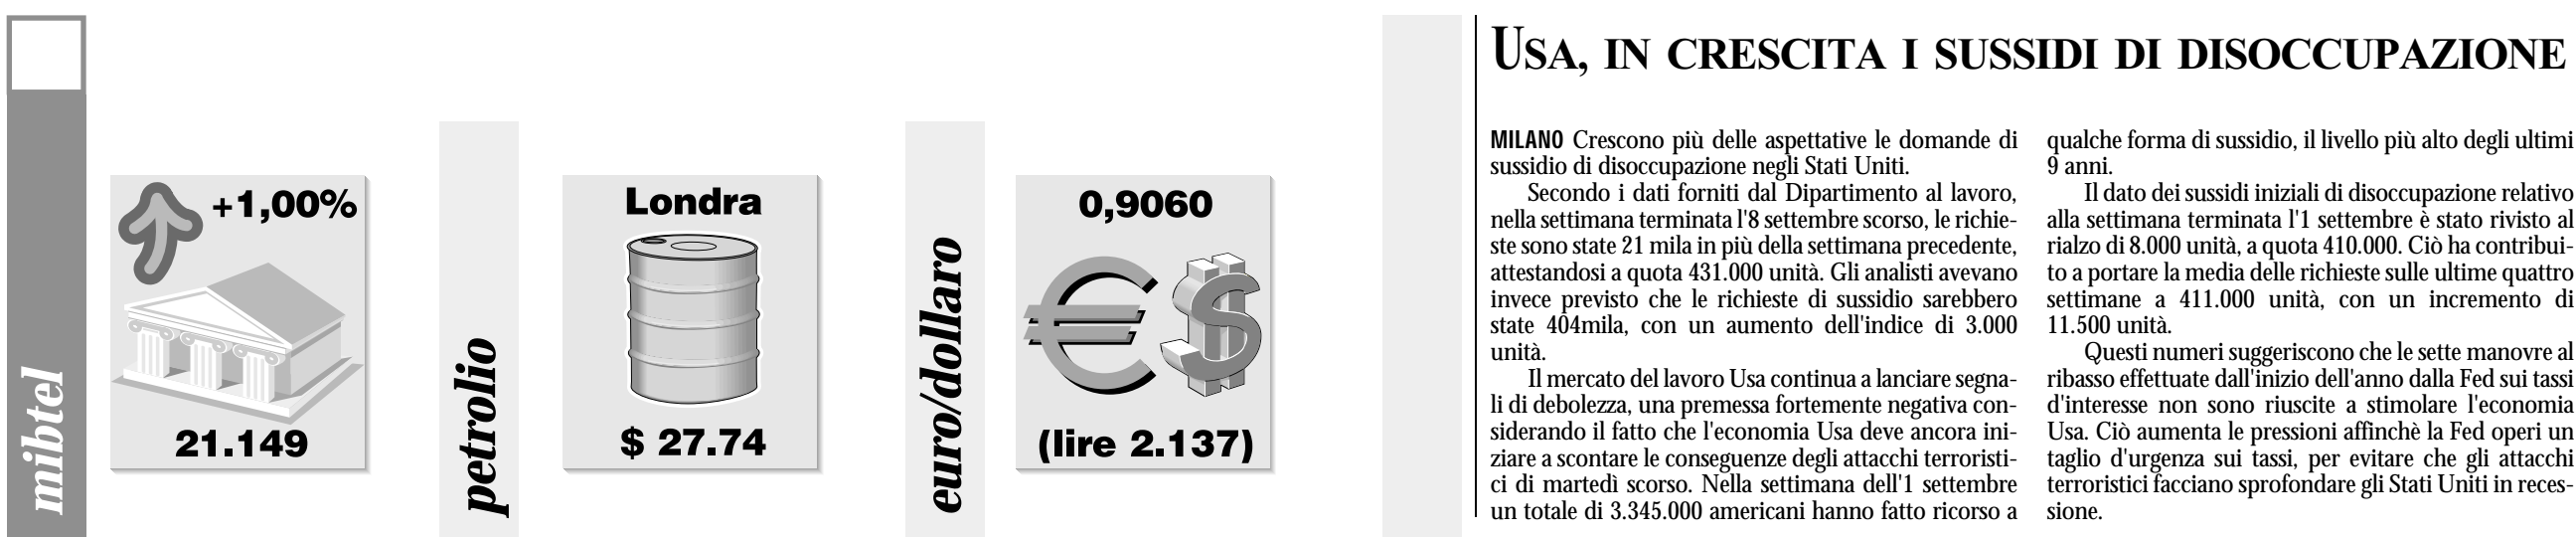 mibtel
+1,00%
21.149
petrolio
Londra
$ 27.74
euro/dollaro
0,9060
(lire 2.137)
USA, IN CRESCITA I SUSSIDI DI DISOCCUPAZIONE
MILANO Crescono più delle aspettative le domande di
sussidio di disoccupazione negli Stati Uniti.
Secondo i dati forniti dal Dipartimento al lavoro,
nella settimana terminata l'8 settembre scorso, le richie-
ste sono state 21 mila in più della settimana precedente,
attestandosi a quota 431.000 unità. Gli analisti avevano
invece previsto che le richieste di sussidio sarebbero
state 404mila, con un aumento dell'indice di 3.000
unità.
Il mercato del lavoro Usa continua a lanciare segna-
li di debolezza, una premessa fortemente negativa con-
siderando il fatto che l'economia Usa deve ancora ini-
ziare a scontare le conseguenze degli attacchi terroristi-
ci di martedì scorso. Nella settimana dell'1 settembre
un totale di 3.345.000 americani hanno fatto ricorso a
qualche forma di sussidio, il livello più alto degli ultimi
9 anni.
Il dato dei sussidi iniziali di disoccupazione relativo
alla settimana terminata l'1 settembre è stato rivisto al
rialzo di 8.000 unità, a quota 410.000. Ciò ha contribui-
to a portare la media delle richieste sulle ultime quattro
settimane a 411.000 unità, con un incremento di
11.500 unità.
Questi numeri suggeriscono che le sette manovre al
ribasso effettuate dall'inizio dell'anno dalla Fed sui tassi
d'interesse non sono riuscite a stimolare l'economia
Usa. Ciò aumenta le pressioni affinchè la Fed operi un
taglio d'urgenza sui tassi, per evitare che gli attacchi
terroristici facciano sprofondare gli Stati Uniti in reces-
sione.